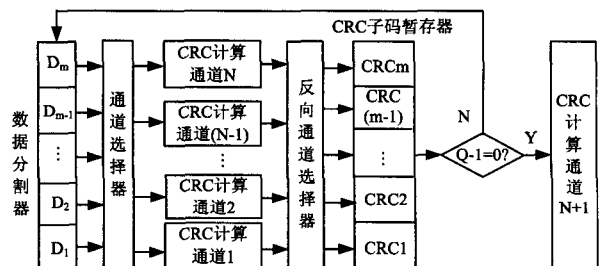 CRC子码暂存器
数据分割器
Dm
Dm-1
⋮
D2
D1
通道选择器
CRC计算
通道N
CRC计算
通道(N-1)
⋮
CRC计算
通道2
CRC计算
通道1
反向通道选择器
CRCm
CRC
(m-1)
⋮
CRC2
CRC1
N
Q-1=0?
Y
CRC
计算通道
N+1